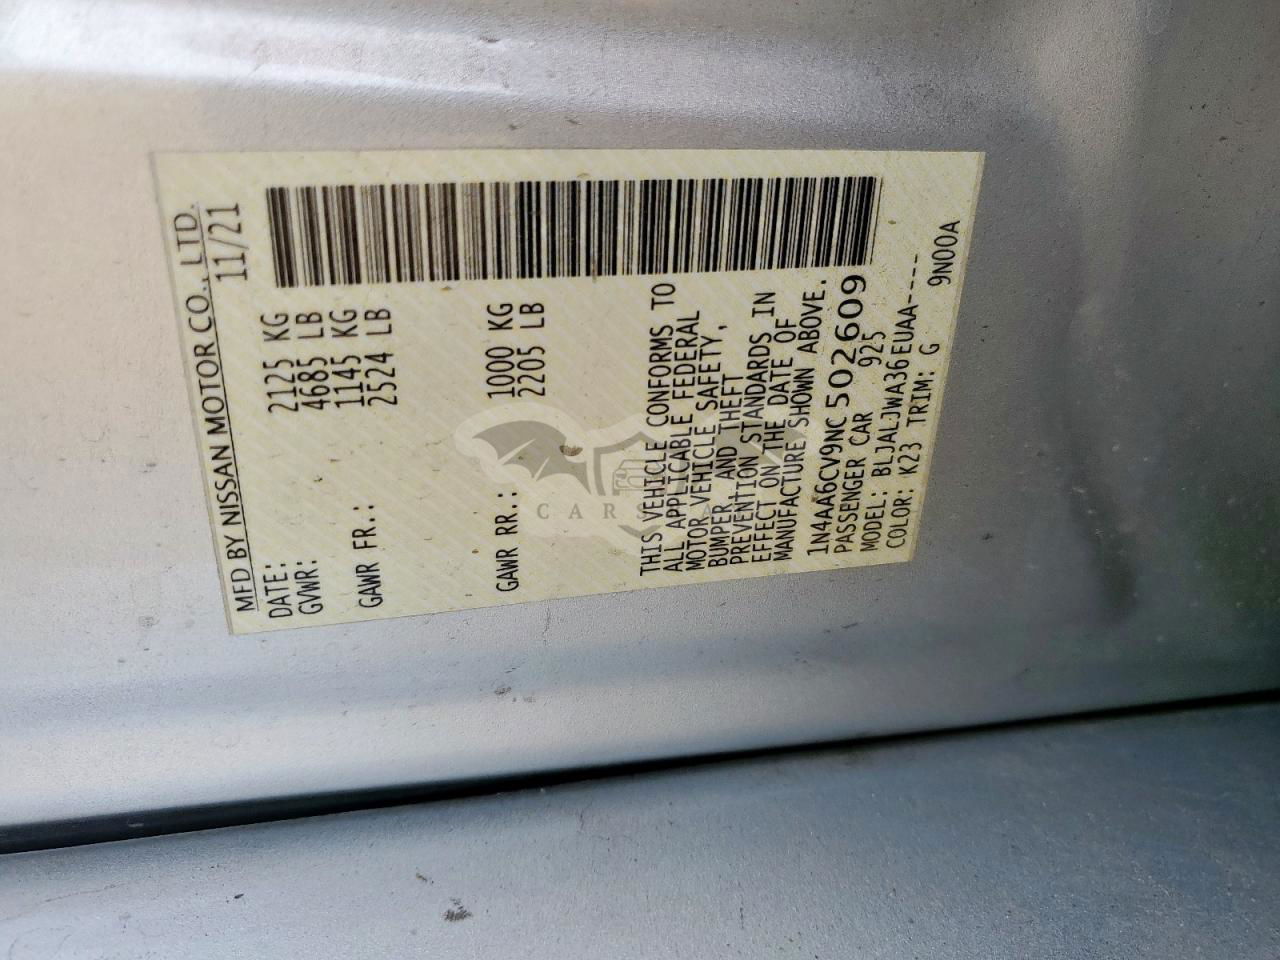 MFD BY NISSAN MOTOR CO., LTD.
DATE: 11/21
GVWR: 2125 KG
4685 LB
GAWR FR.: 1145 KG
2524 LB
GAWR RR.: 1000 KG
2205 LB
THIS VEHICLE CONFORMS TO
ALL APPLICABLE FEDERAL
MOTOR VEHICLE SAFETY,
BUMPER, AND THEFT
PREVENTION STANDARDS IN
EFFECT ON THE DATE OF
MANUFACTURE SHOWN ABOVE.
1N4AA6CV9NC502609
PASSENGER CAR 925
MODEL: BLJALJWA36EUAA----
COLOR: K23 TRIM: G
9N00A